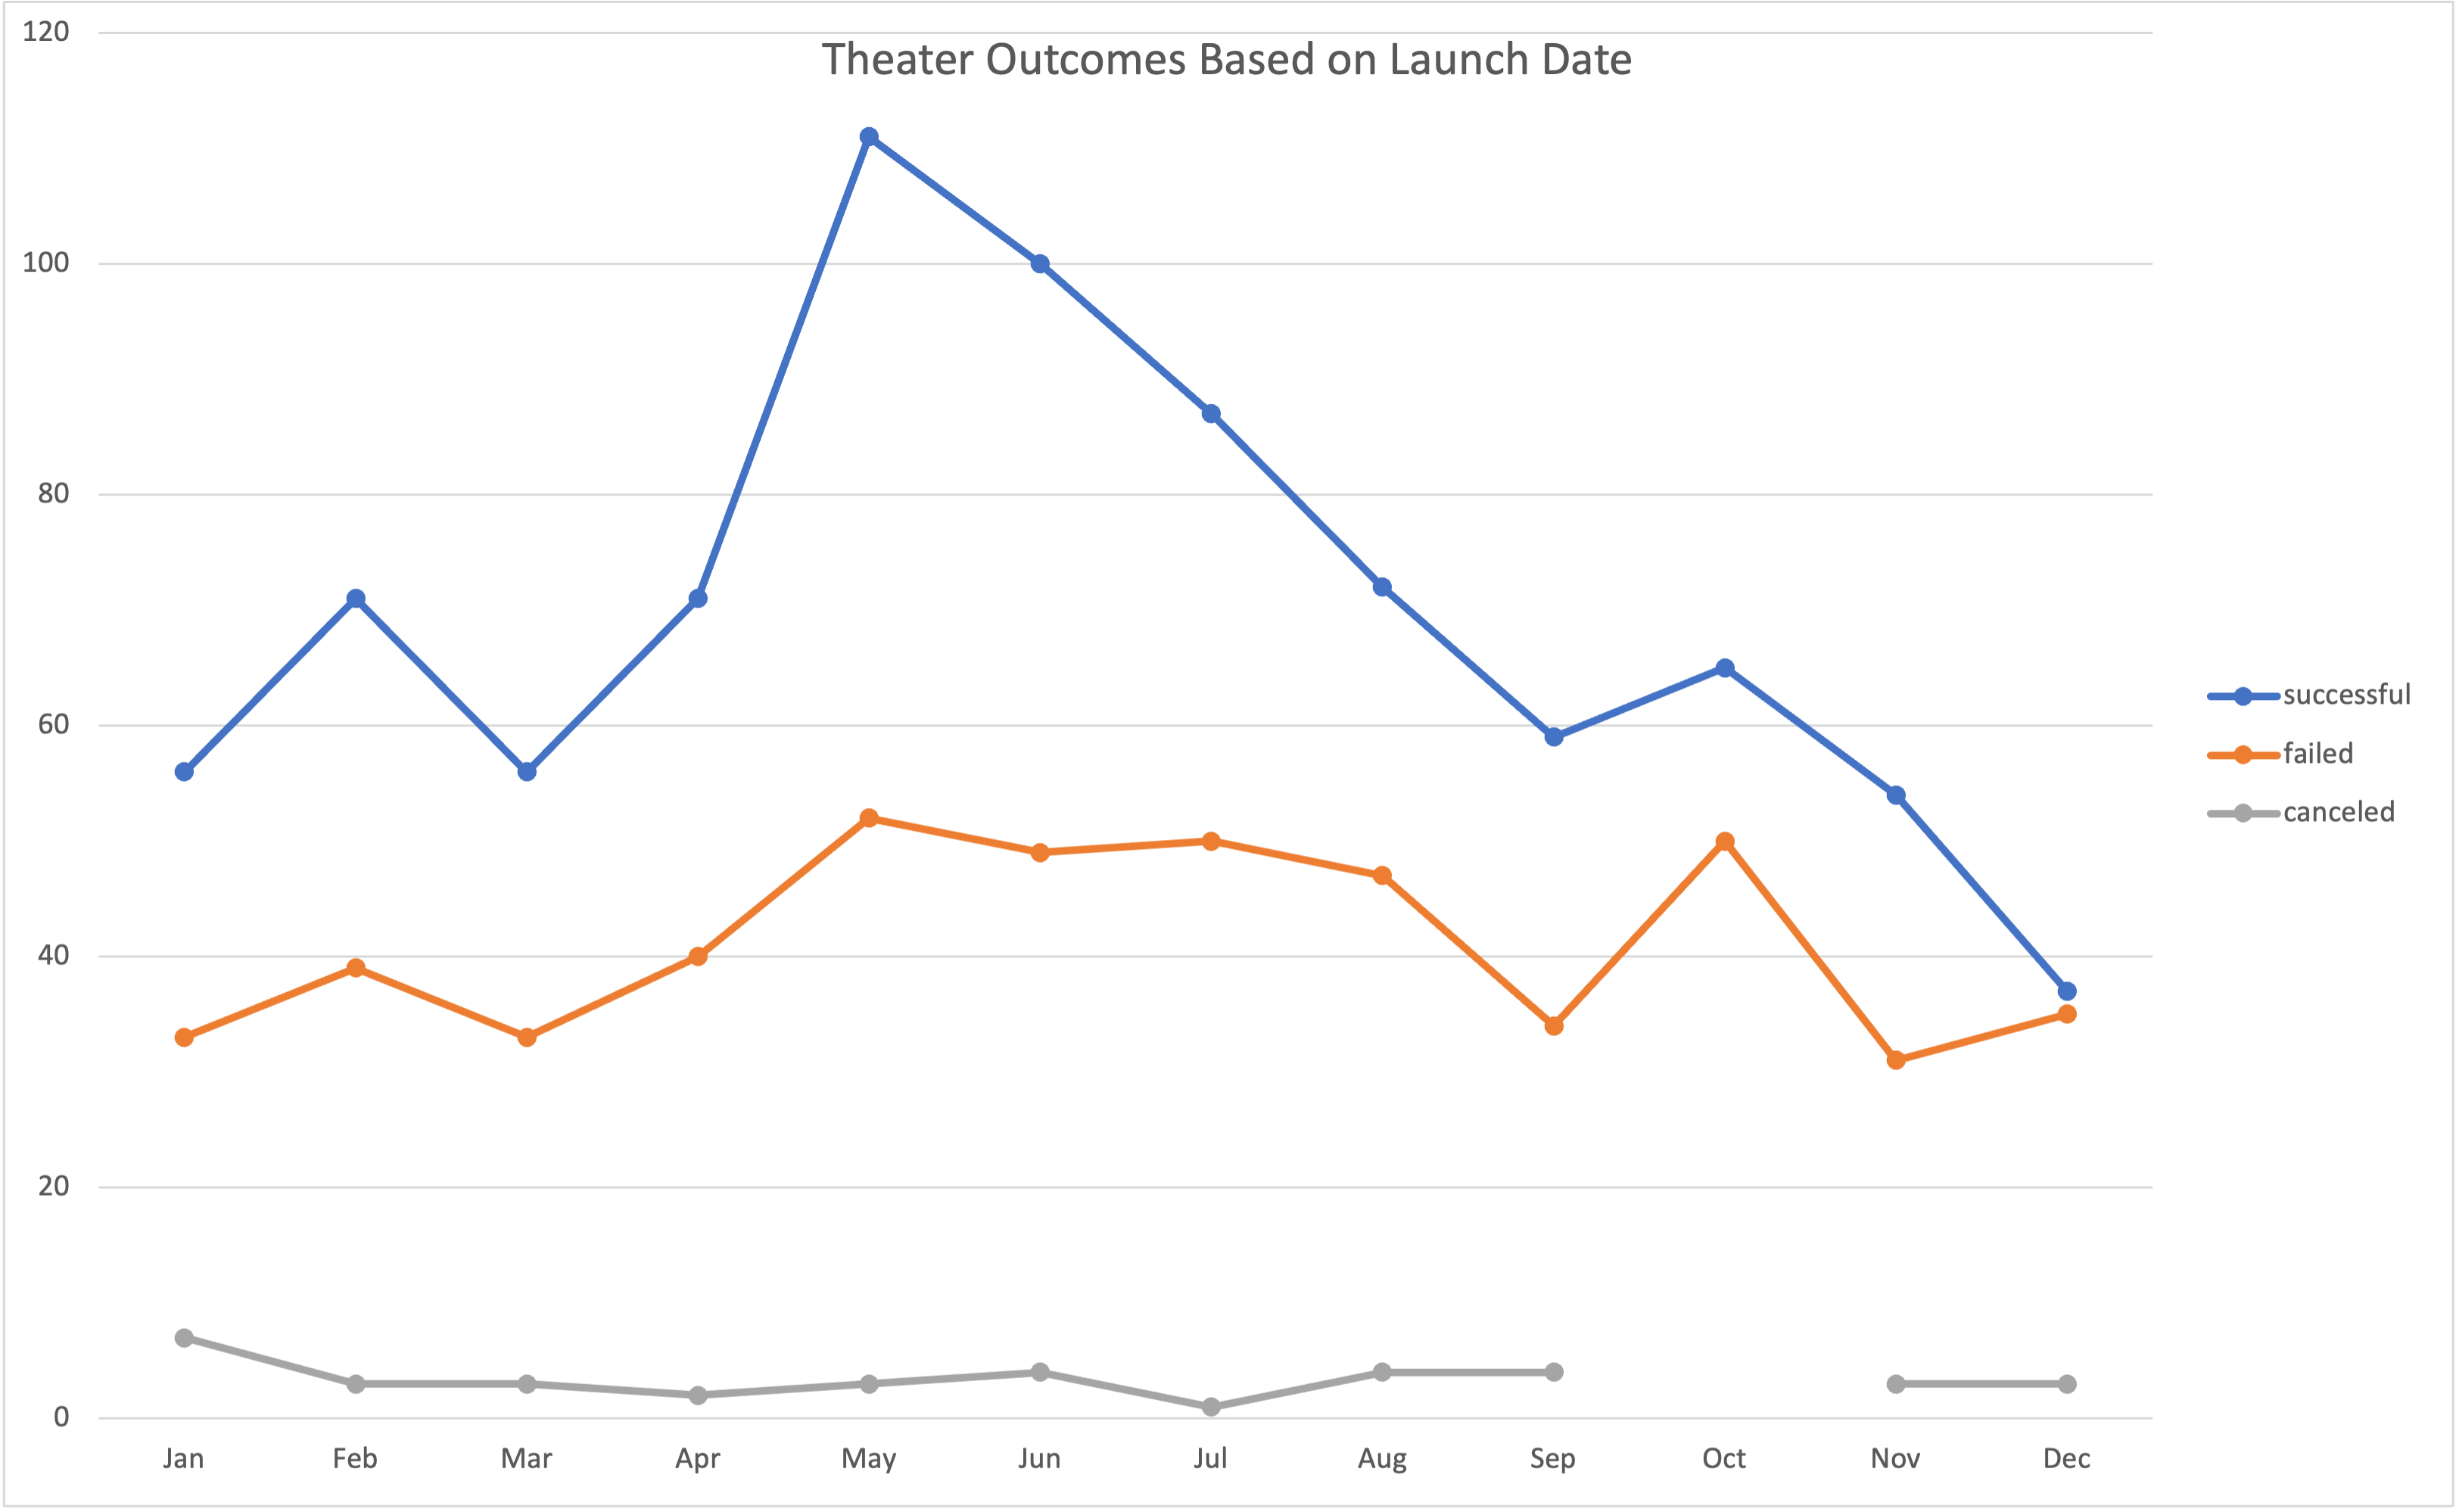 Theater Outcomes Based on Launch Date
120
100
80
60
40
20
0
Jan Feb Mar Apr May Jun Jul Aug Sep Oct Nov Dec
successful
failed
canceled